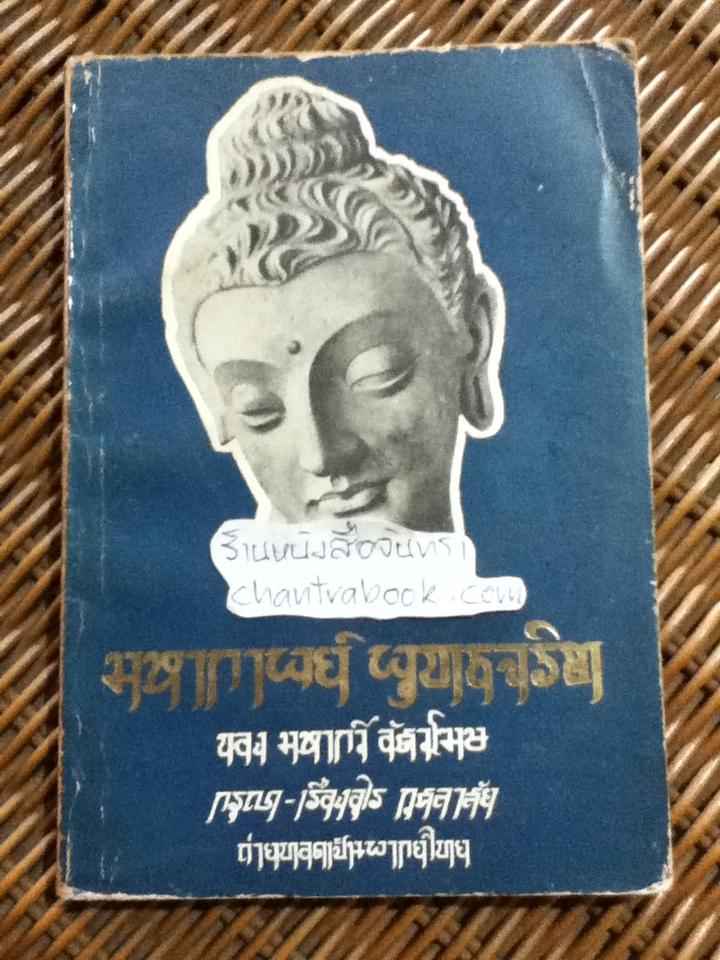 ร้านหนังสือจันทรา
chantrabook.com
มหากาพย์ พุทธจริต
ของ มหากวี อัศวโฆษ
กรุณา-เรืองอุไร กุศลาสัย
ถ่ายทอดเป็นพากย์ไทย